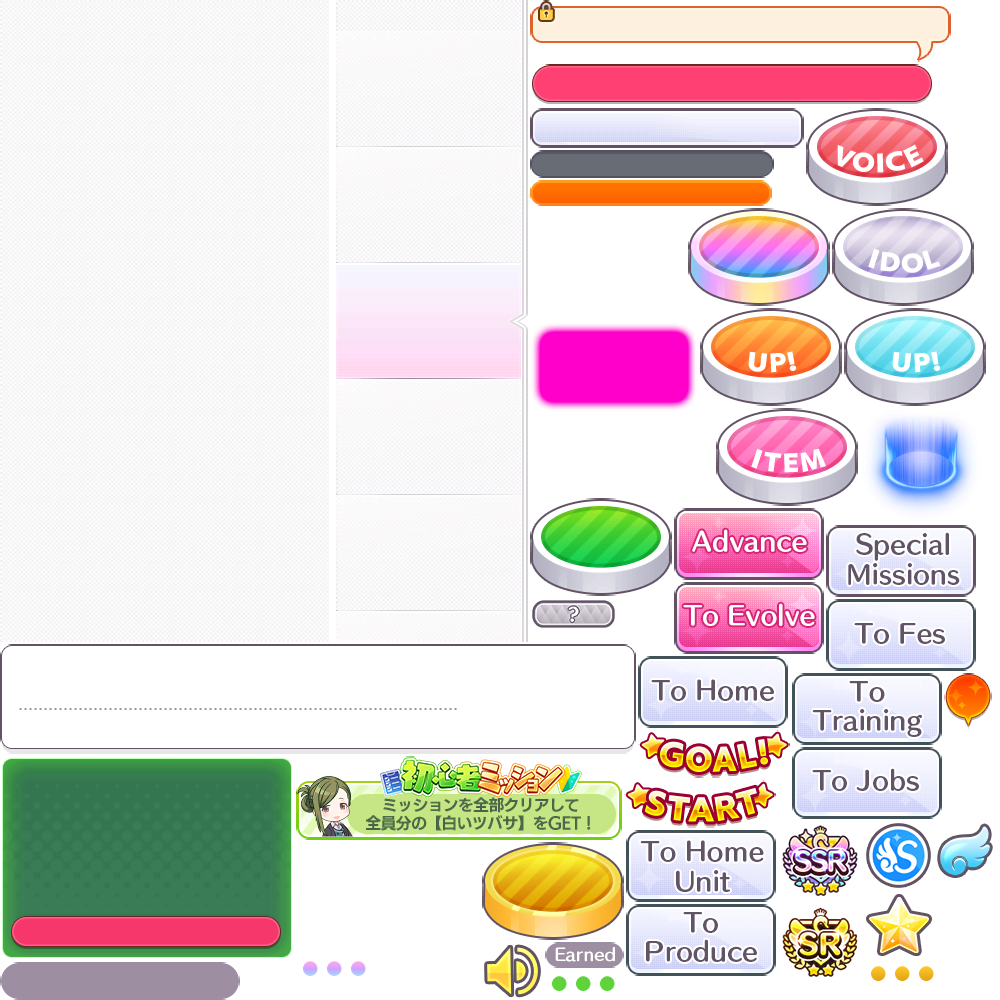 VOICE
IDOL
UP!
UP!
ITEM
Advance
Special
Missions
?
To Evolve
To Fes
To Home
To
Training
GOAL!
To Jobs
START
初心者ミッション
ミッションを全部クリアして
全員分の【白いツバサ】をGET！
To Home
Unit
SSR
S
To
Produce
SR
Earned